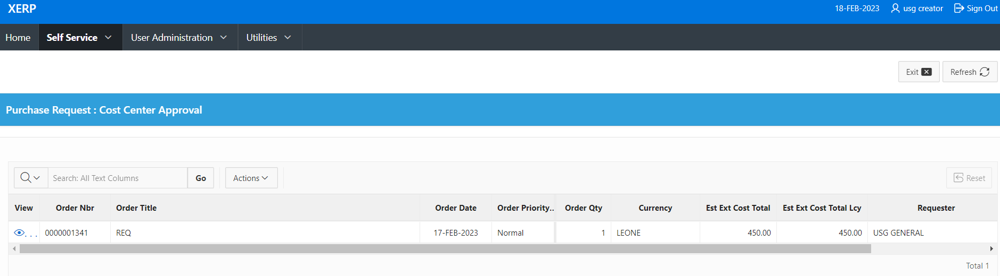 XERP
18-FEB-2023 usg creator Sign Out
Home Self Service User Administration Utilities
Exit Refresh
Purchase Request : Cost Center Approval
Search: All Text Columns Go Actions Reset
View Order Nbr Order Title Order Date Order Priority.. Order Qty Currency Est Ext Cost Total Est Ext Cost Total Lcy Requester
... 0000001341 REQ 17-FEB-2023 Normal 1 LEONE 450.00 450.00 USG GENERAL
Total 1